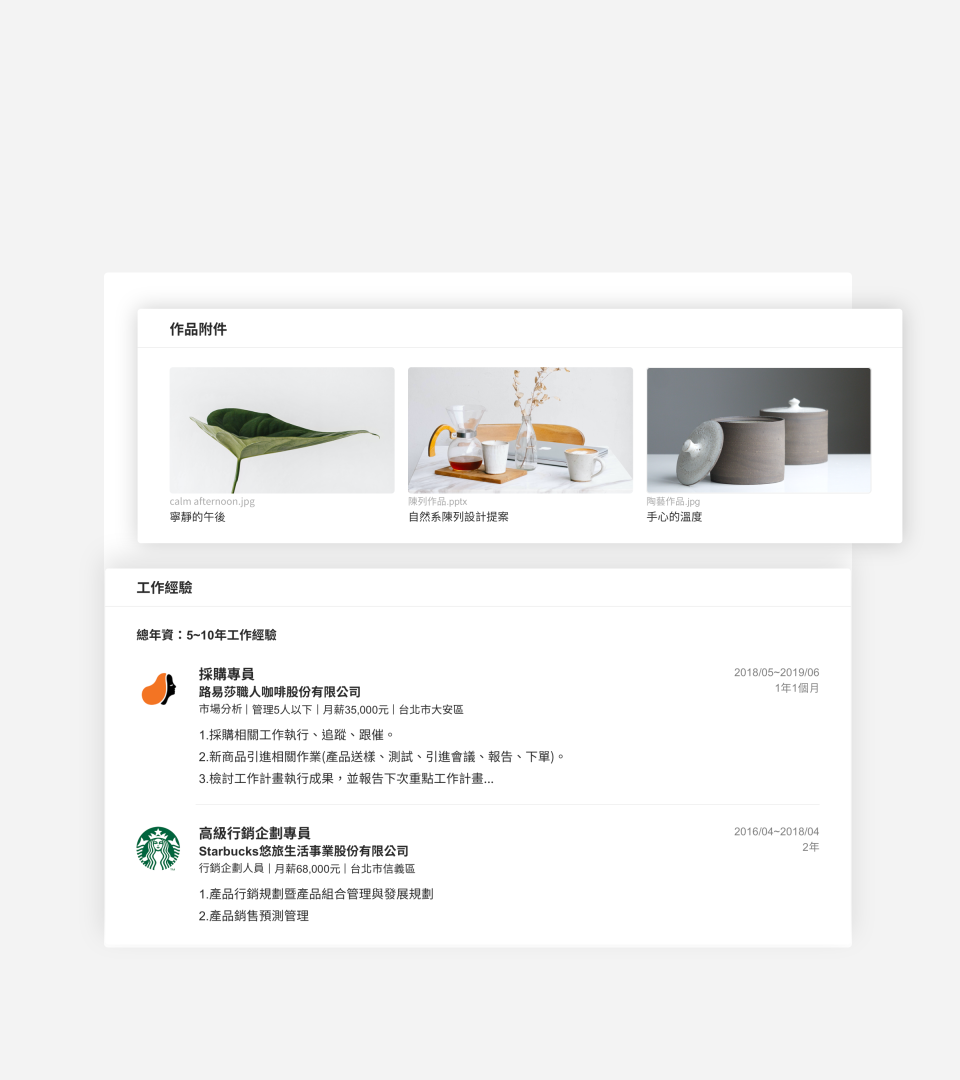 作品附件
calm afternoon.jpg
寧靜的午後
陳列作品.pptx
自然系陳列設計提案
陶藝作品.jpg
手心的溫度
工作經驗
總年資：5~10年工作經驗
採購專員
2018/05~2019/06
路易莎職人咖啡股份有限公司
1年1個月
市場分析 | 管理5人以下 | 月薪35,000元 | 台北市大安區
1.採購相關工作執行、追蹤、跟催。
2.新商品引進相關作業(產品送樣、測試、引進會議、報告、下單)。
3.檢討工作計畫執行成果，並報告下次重點工作計畫...
高級行銷企劃專員
2016/04~2018/04
Starbucks悠旅生活事業股份有限公司
2年
行銷企劃人員 | 月薪68,000元 | 台北市信義區
1.產品行銷規劃暨產品組合管理與發展規劃
2.產品銷售預測管理